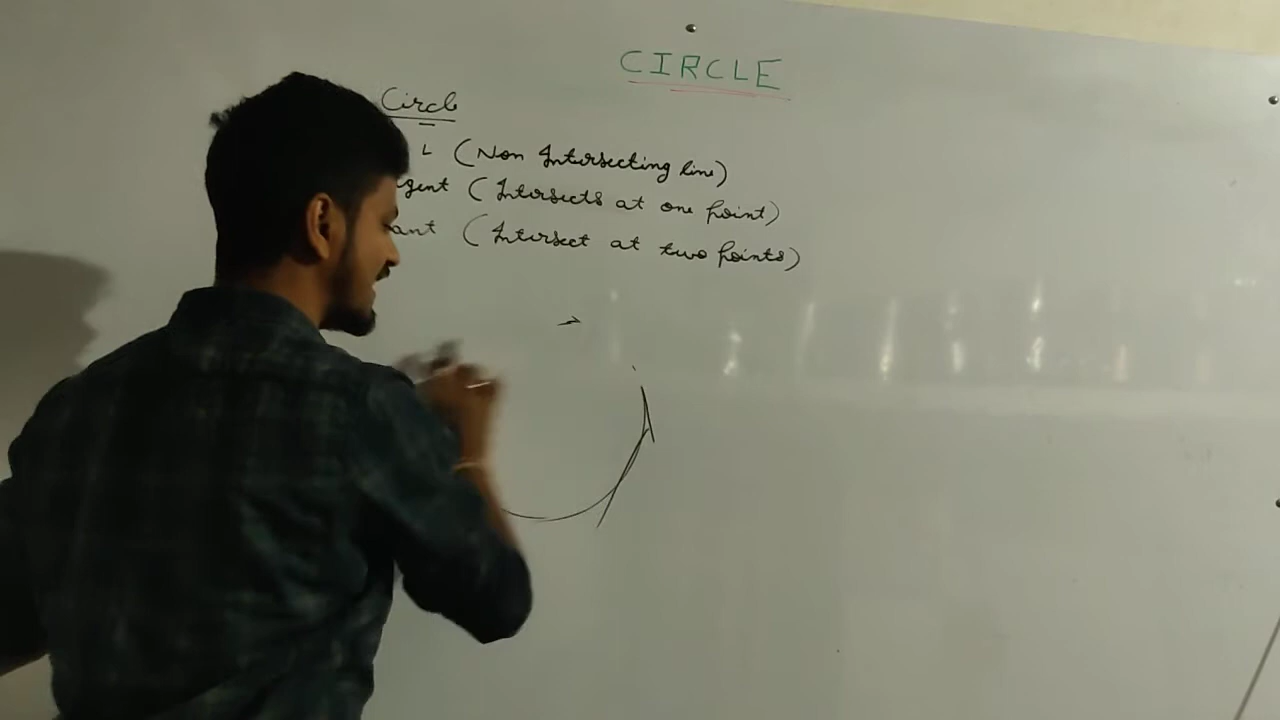 CIRCLE
Circle
L (Non Intersecting line)
gent (Intersects at one point)
ant (Intersect at two points)